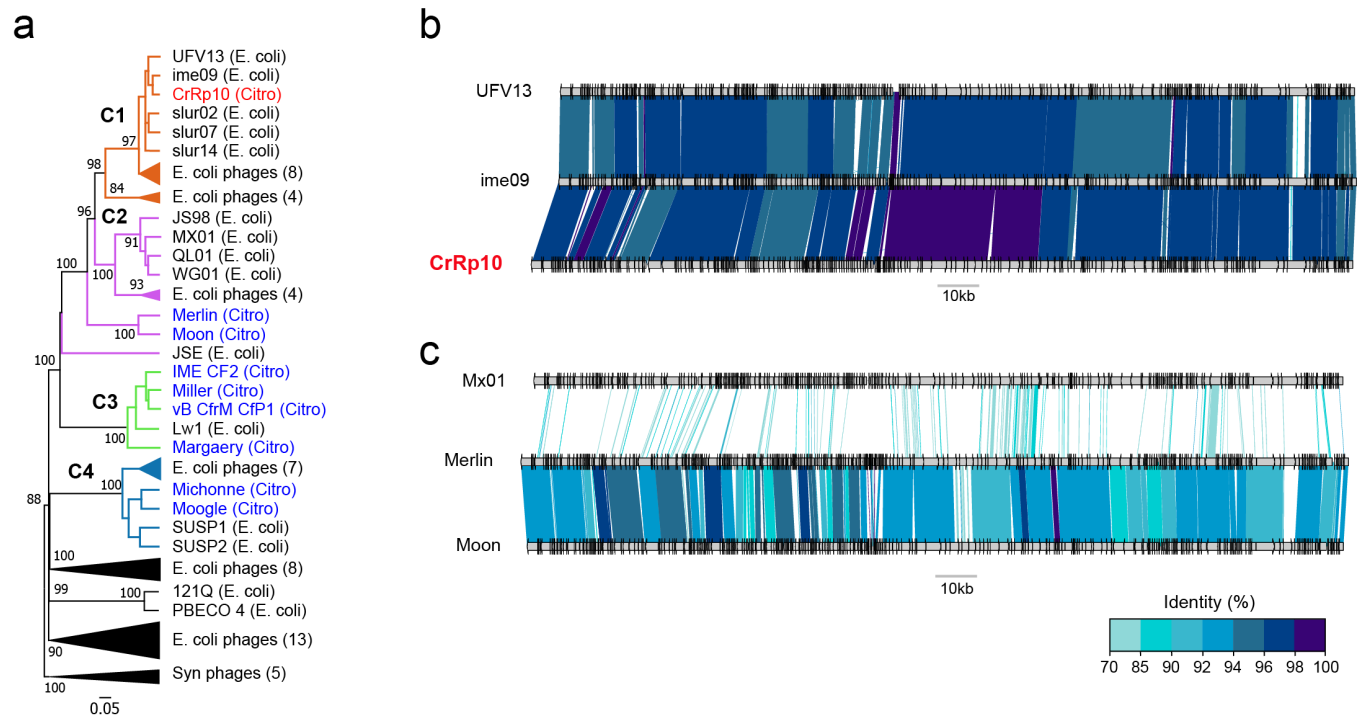 a
UFV13 (E. coli)
ime09 (E. coli)
CrRp10 (Citro)
C1
slur02 (E. coli)
slur07 (E. coli)
97
slur14 (E. coli)
98
E. coli phages (8)
84
E. coli phages (4)
96
C2
JS98 (E. coli)
91
MX01 (E. coli)
QL01 (E. coli)
100
100
WG01 (E. coli)
93
E. coli phages (4)
Merlin (Citro)
100
Moon (Citro)
100
JSE (E. coli)
IME CF2 (Citro)
Miller (Citro)
C3
vB CfrM CfP1 (Citro)
Lw1 (E. coli)
100
Margaery (Citro)
C4
E. coli phages (7)
100
Michonne (Citro)
88
Moogle (Citro)
SUSP1 (E. coli)
SUSP2 (E. coli)
100
E. coli phages (8)
99
100
121Q (E. coli)
PBECO 4 (E. coli)
E. coli phages (13)
90
Syn phages (5)
100
0.05
b
UFV13
ime09
CrRp10
10kb
c
Mx01
Merlin
Moon
10kb
Identity (%)
70 85 90 92 94 96 98 100